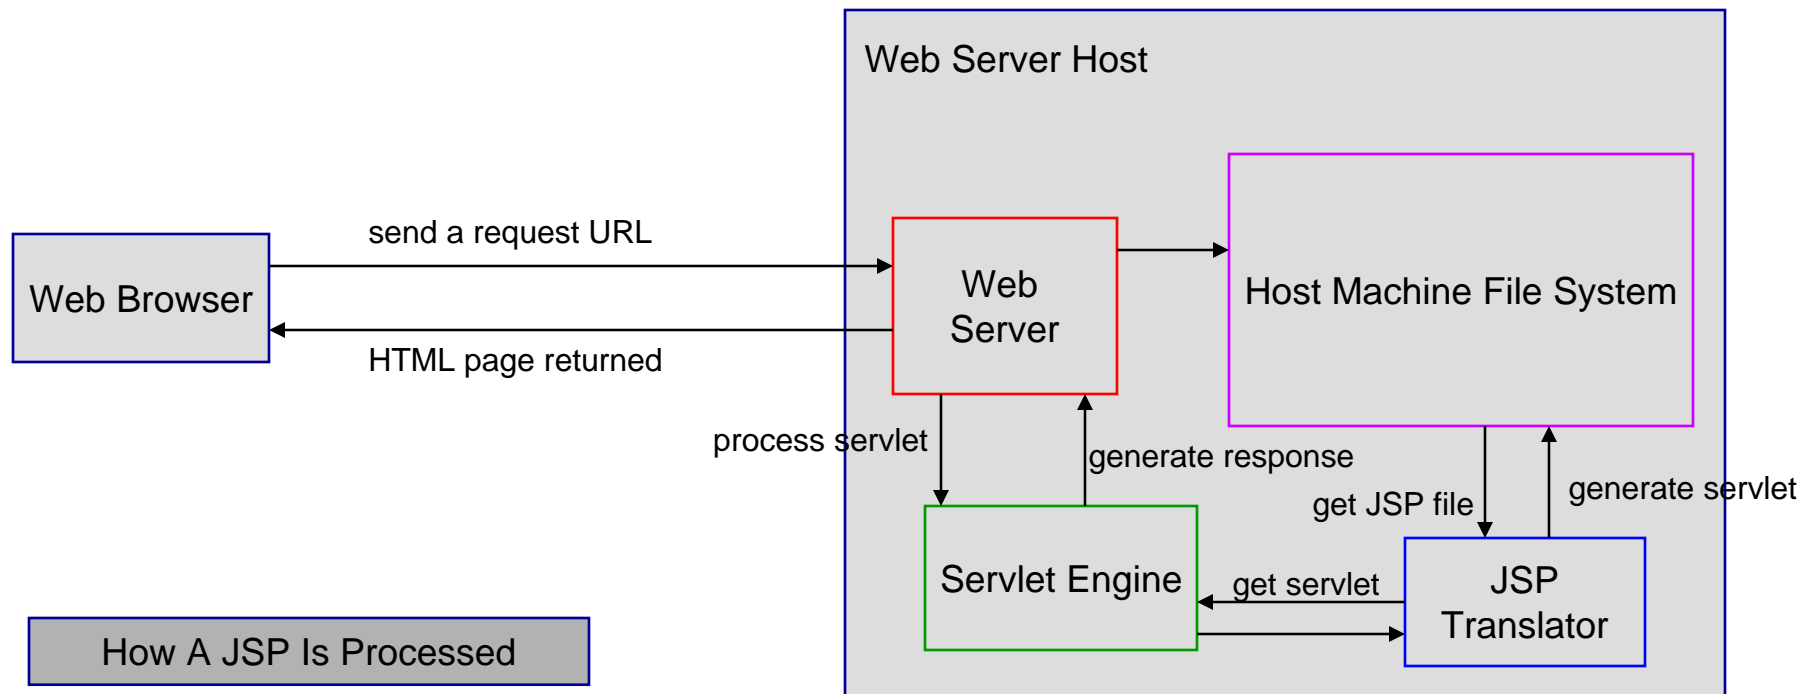 Web Server Host
send a request URL
Web Browser
Web
Server
Host Machine File System
HTML page returned
process servlet
generate response
get JSP file
generate servlet
Servlet Engine
get servlet
JSP
Translator
How A JSP Is Processed